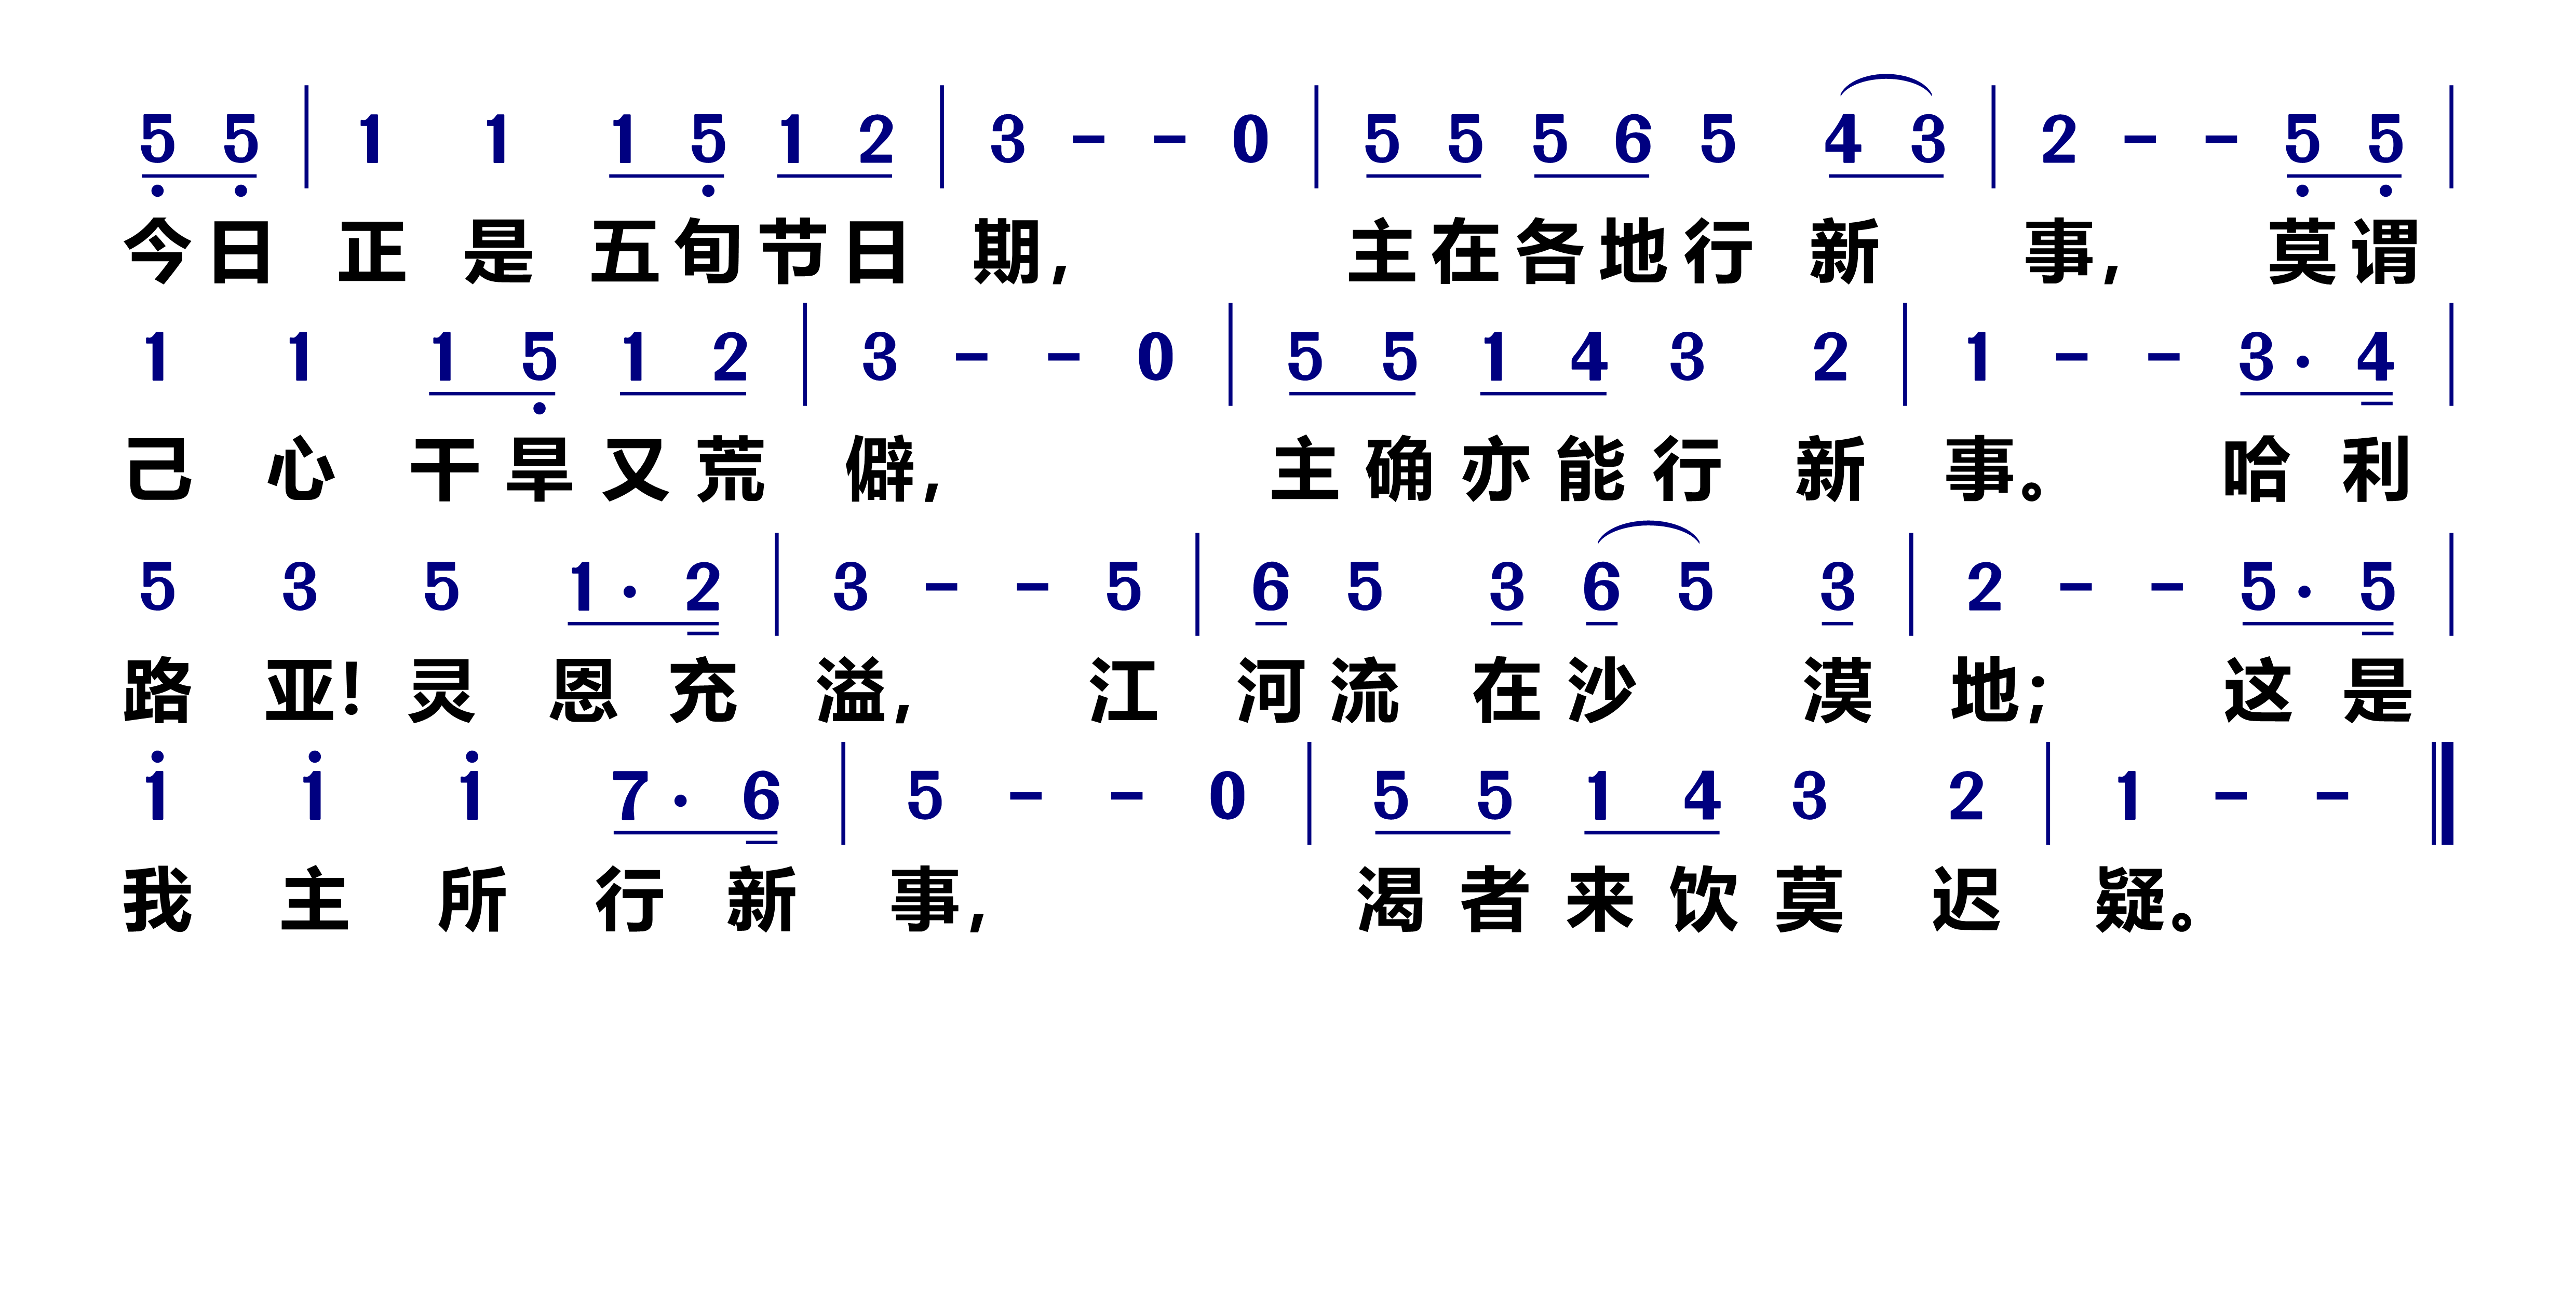 5 5 | 1 1 1 5 1 2 | 3 – – 0 | 5 5 5 6 5 4 3 | 2 – – 5 5 |
今日 正 是 五旬节日 期, 主在各地行 新 事, 莫谓
1 1 1 5 1 2 | 3 – – 0 | 5 5 1 4 3 2 | 1 – – 3 · 4 |
己 心 干旱又荒 僻, 主确亦能行 新 事。 哈 利
5 3 5 1 · 2 | 3 – – 5 | 6 5 3 6 5 3 | 2 – – 5 · 5 |
路 亚! 灵 恩 充 溢, 江 河流 在沙 漠 地; 这 是
1 1 1 7 · 6 | 5 – – 0 | 5 5 1 4 3 2 | 1 – –
我 主 所 行 新 事, 渴者来饮莫 迟 疑。